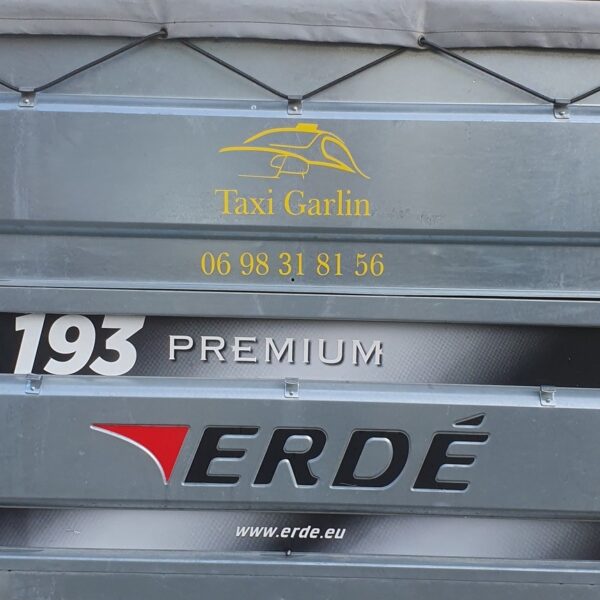 Taxi Garlin
06 98 31 81 56
193 PREMIUM
ERDÉ
www.erde.eu